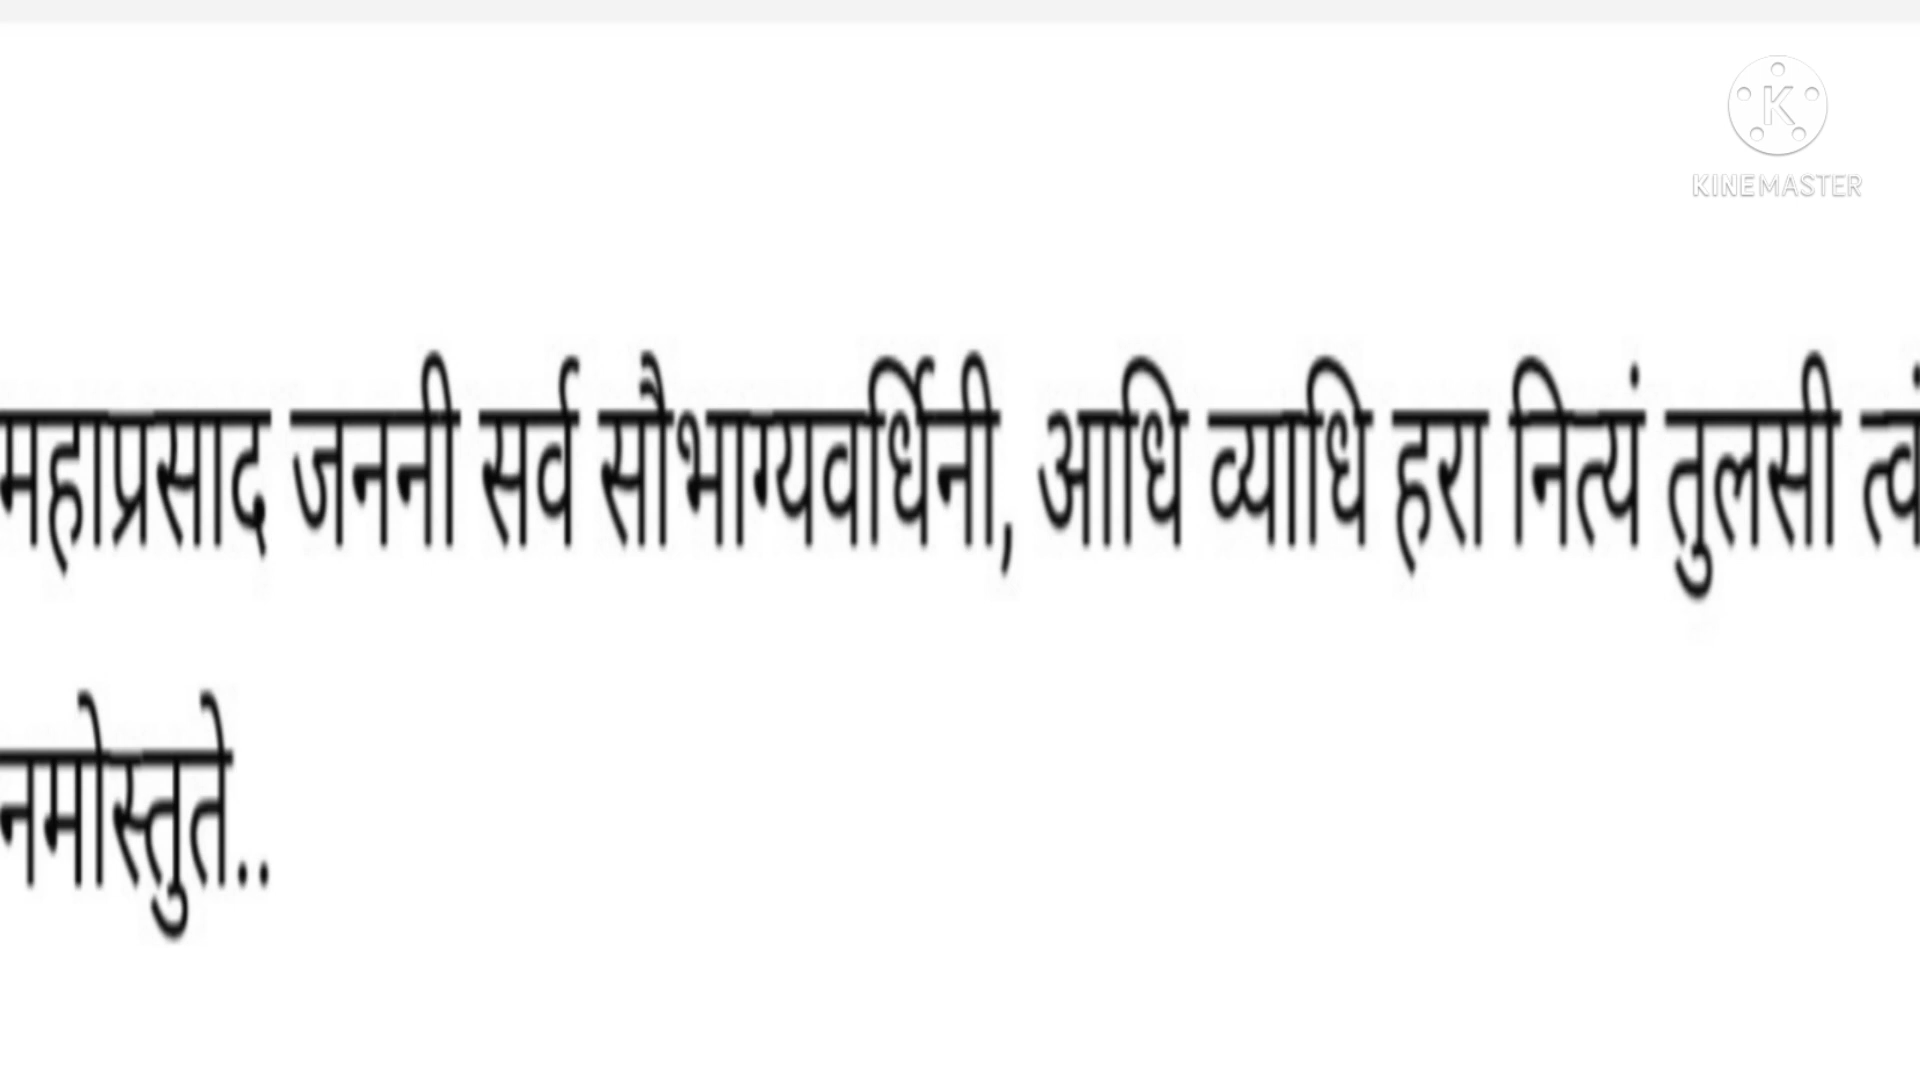 KINEMASTER
महाप्रसाद जननी सर्व सौभाग्यवर्धिनी, आधि व्याधि हरा नित्यं तुलसी त्वं
नमोस्तुते..